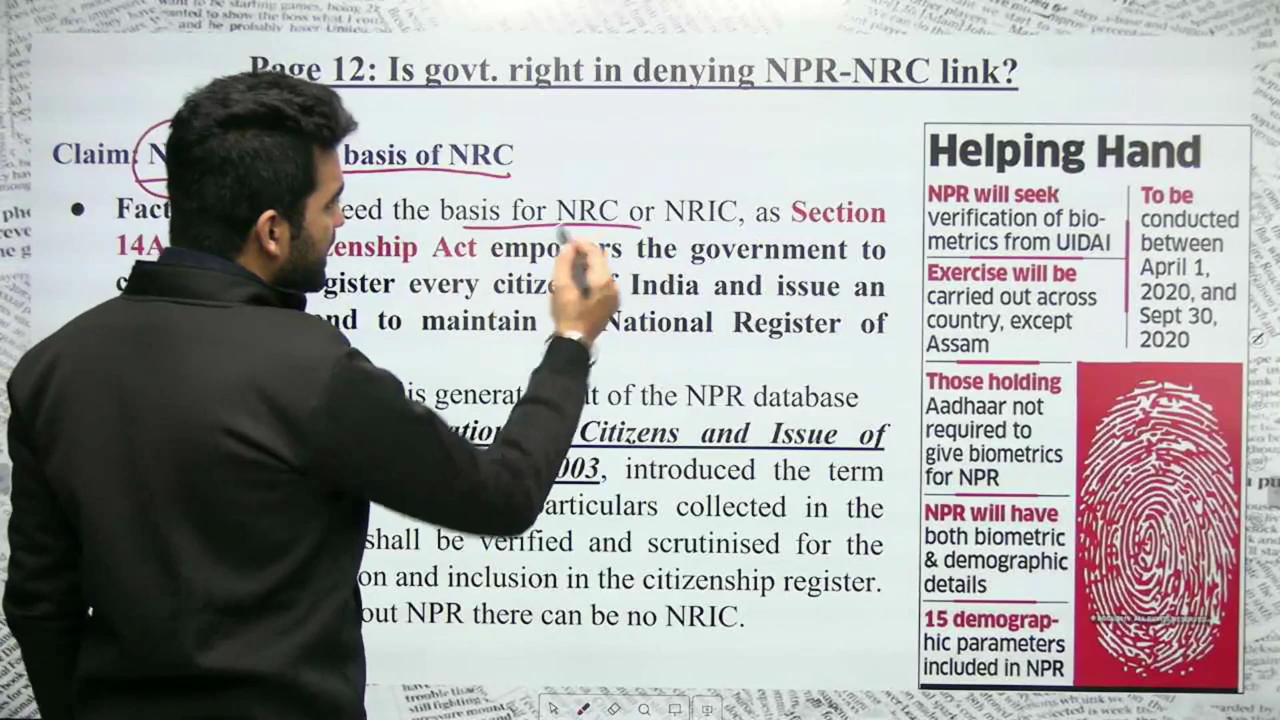 Page 12: Is govt. right in denying NPR-NRC link?
Claim: N basis of NRC
● Fact eed the basis for NRC or NRIC, as Section
14A zenship Act empo rs the government to
c gister every citize f India and issue an
nd to maintain National Register of
is generat t of the NPR database
ation Citizens and Issue of
003, introduced the term
articulars collected in the
shall be verified and scrutinised for the
on and inclusion in the citizenship register.
out NPR there can be no NRIC.
Helping Hand
NPR will seek
verification of bio-
metrics from UIDAI
Exercise will be
carried out across
country, except
Assam
To be
conducted
between
April 1,
2020, and
Sept 30,
2020
Those holding
Aadhaar not
required to
give biometrics
for NPR
NPR will have
both biometric
& demographic
details
15 demograp-
hic parameters
included in NPR